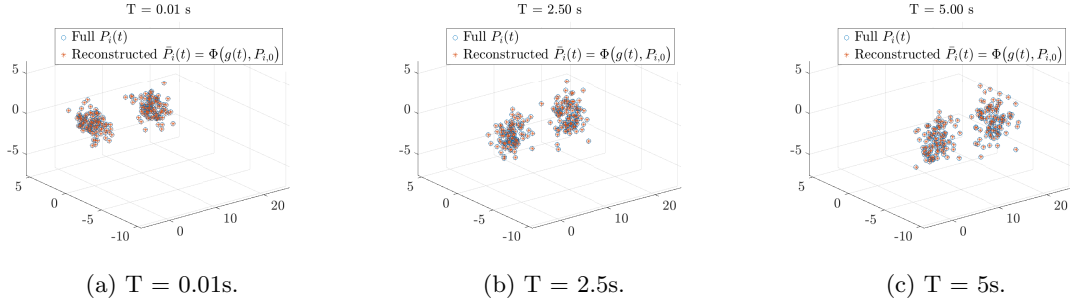 T = 0.01 s
Full P_i(t)
Reconstructed P̄_i(t) = Φ(g(t), P_{i,0})
5
0
-5
5
0
-5
-10
0
10
20
(a) T = 0.01s.
T = 2.50 s
Full P_i(t)
Reconstructed P̄_i(t) = Φ(g(t), P_{i,0})
5
0
-5
5
0
-5
-10
0
10
20
(b) T = 2.5s.
T = 5.00 s
Full P_i(t)
Reconstructed P̄_i(t) = Φ(g(t), P_{i,0})
5
0
-5
5
0
-5
-10
0
10
20
(c) T = 5s.